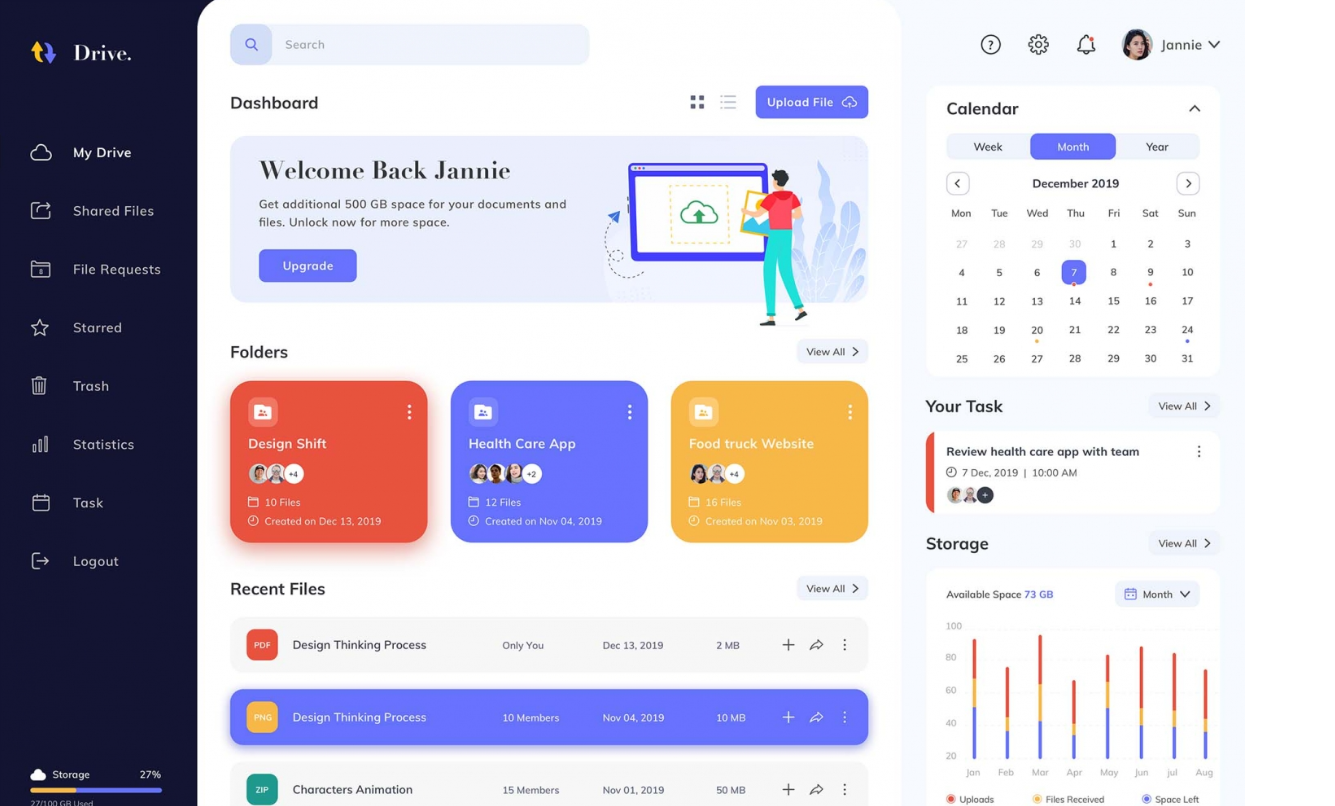 Drive.
My Drive
Shared Files
File Requests
Starred
Trash
Statistics
Task
Logout
Storage 27%
27/100 GB Used
Search
Dashboard
Upload File
Welcome Back Jannie
Get additional 500 GB space for your documents and
files. Unlock now for more space.
Upgrade
Folders
View All
Design Shift
+4
10 Files
Created on Dec 13, 2019
Health Care App
+2
12 Files
Created on Nov 04, 2019
Food truck Website
+4
16 Files
Created on Nov 03, 2019
Recent Files
View All
PDF Design Thinking Process Only You Dec 13, 2019 2 MB
PNG Design Thinking Process 10 Members Nov 04, 2019 10 MB
ZIP Characters Animation 15 Members Nov 01, 2019 50 MB
? Jannie
Calendar
Week Month Year
December 2019
Mon Tue Wed Thu Fri Sat Sun
27 28 29 30 1 2 3
4 5 6 7 8 9 10
11 12 13 14 15 16 17
18 19 20 21 22 23 24
25 26 27 28 29 30 31
Your Task
View All
Review health care app with team
7 Dec, 2019 | 10:00 AM
+
Storage
View All
Available Space 73 GB
Month
100
80
60
40
20
Jan Feb Mar Apr May Jun jul Aug
Uploads Files Received Space Left